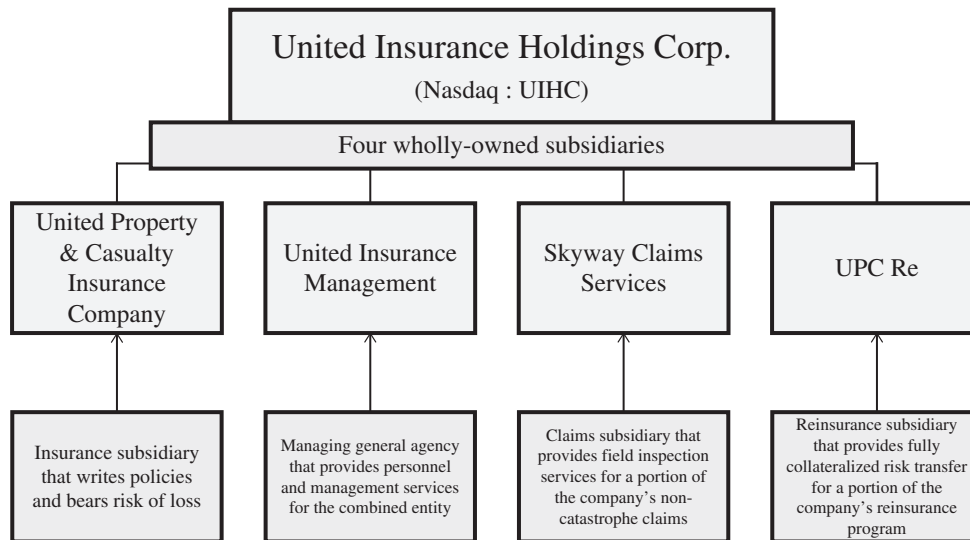 United Insurance Holdings Corp.
(Nasdaq : UIHC)
Four wholly-owned subsidiaries
United Property
& Casualty
Insurance
Company
United Insurance
Management
Skyway Claims
Services
UPC Re
Insurance subsidiary
that writes policies
and bears risk of loss
Managing general agency
that provides personnel
and management services
for the combined entity
Claims subsidiary that
provides field inspection
services for a portion of
the company's non-
catastrophe claims
Reinsurance subsidiary
that provides fully
collateralized risk transfer
for a portion of the
company's reinsurance
program